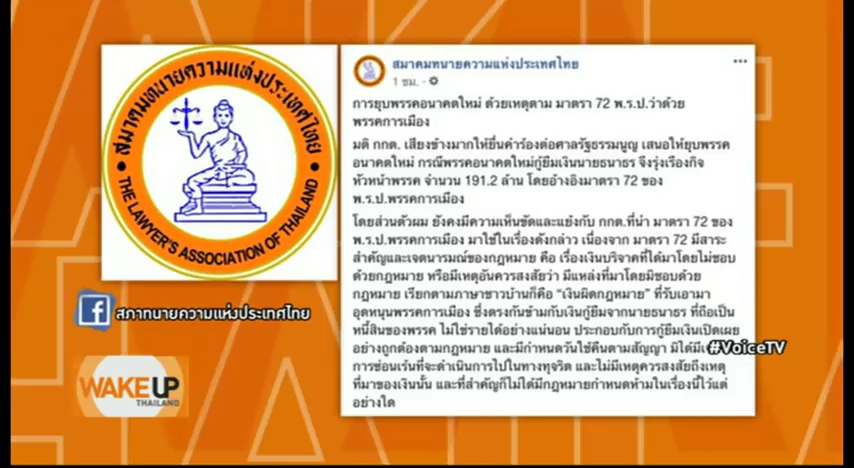 สมาคมทนายความแห่งประเทศไทย
THE LAWYER'S ASSOCIATION OF THAILAND
สภาทนายความแห่งประเทศไทย
WAKE UP
THAILAND
สมาคมทนายความแห่งประเทศไทย
1 ชม. ·
การยุบพรรคอนาคตใหม่ ด้วยเหตุตาม มาตรา 72 พ.ร.ป.ว่าด้วย
พรรคการเมือง
มติ กกต. เสียงข้างมากให้ยื่นคำร้องต่อศาลรัฐธรรมนูญ เสนอให้ยุบพรรค
อนาคตใหม่ กรณีพรรคอนาคตใหม่กู้ยืมเงินนายธนาธร จึงรุ่งเรืองกิจ
หัวหน้าพรรค จำนวน 191.2 ล้าน โดยอ้างอิงมาตรา 72 ของ
พ.ร.ป.พรรคการเมือง
โดยส่วนตัวผม ยังคงมีความเห็นขัดและแย้งกับ กกต.ที่นำ มาตรา 72 ของ
พ.ร.ป.พรรคการเมือง มาใช้ในเรื่องดังกล่าว เนื่องจาก มาตรา 72 มีสาระ
สำคัญและเจตนารมณ์ของกฎหมาย คือ เรื่องเงินบริจาคที่ได้มาโดยไม่ชอบ
ด้วยกฎหมาย หรือมีเหตุอันควรสงสัยว่า มีแหล่งที่มาโดยมิชอบด้วย
กฎหมาย เรียกตามภาษาชาวบ้านก็คือ "เงินผิดกฎหมาย" ที่รับเอามา
อุดหนุนพรรคการเมือง ซึ่งตรงกันข้ามกับเงินกู้ยืมจากนายธนาธร ที่ถือเป็น
หนี้สินของพรรค ไม่ใช่รายได้อย่างแน่นอน ประกอบกับการกู้ยืมเงินเปิดเผย
อย่างถูกต้องตามกฎหมาย และมีกำหนดวันใช้คืนตามสัญญา มิได้มี
#VoiceTV
การซ่อนเร้นที่จะดำเนินการไปในทางทุจริต และไม่มีเหตุควรสงสัยถึงเหตุ
ที่มาของเงินนั้น และที่สำคัญก็ไม่ได้มีกฎหมายกำหนดห้ามในเรื่องนี้ไว้แต่
อย่างใด